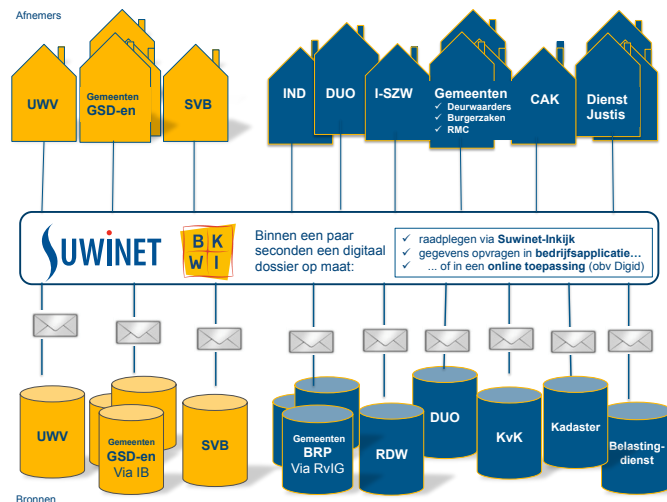 Afnemers
UWV
Gemeenten
GSD-en
SVB
IND
DUO
I-SZW
Gemeenten
✓ Deurwaarders
✓ Burgerzaken
✓ RMC
CAK
Dienst
Justis
SUWINET
BK
WI
Binnen een paar
seconden een digitaal
dossier op maat:
✓ raadplegen via Suwinet-Inkijk
✓ gegevens opvragen in bedrijfsapplicatie…
✓ ... of in een online toepassing (obv Digid)
UWV
Gemeenten
GSD-en
Via IB
SVB
Gemeenten
BRP
Via RvIG
RDW
DUO
KvK
Kadaster
Belasting-
dienst
Bronnen